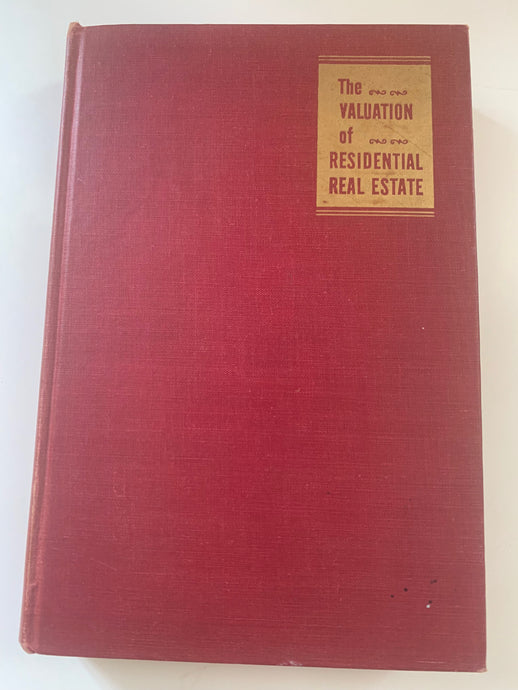 The
VALUATION
of
RESIDENTIAL
REAL ESTATE